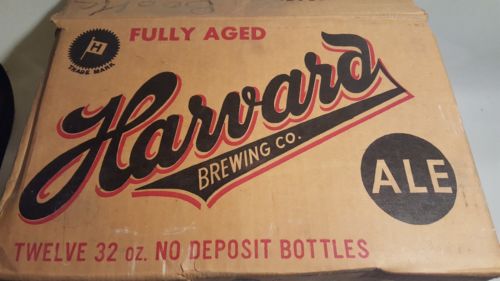 H
TRADE MARK
FULLY AGED
Harvard
BREWING CO.
ALE
TWELVE 32 oz. NO DEPOSIT BOTTLES